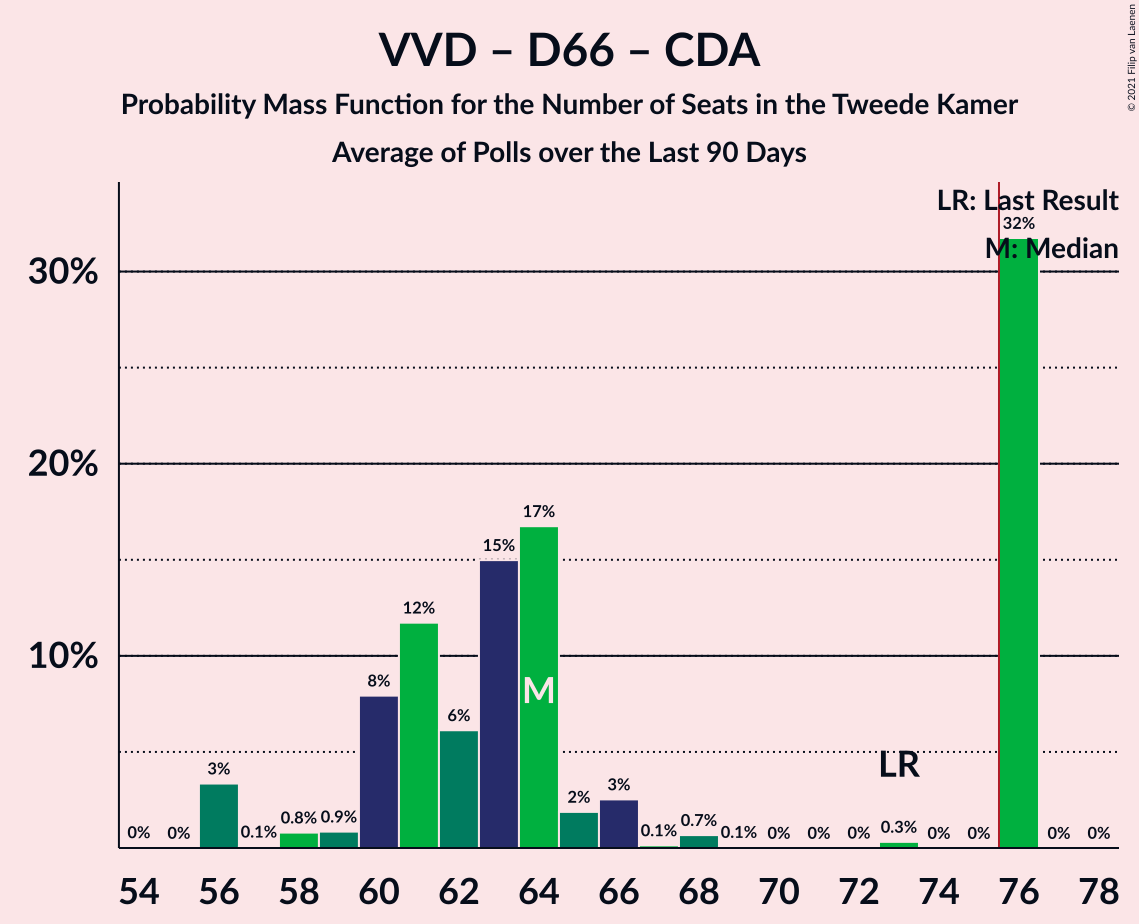 VVD – D66 – CDA
Probability Mass Function for the Number of Seats in the Tweede Kamer
Average of Polls over the Last 90 Days
© 2021 Filip van Laenen
LR: Last Result
M: Median
30%
20%
10%
0% 0% 3% 0.1% 0.8% 0.9% 8% 12% 6% 15% 17% 2% 3% 0.1% 0.7% 0.1% 0% 0% 0% 0.3% 0% 0% 32% 0% 0%
M
LR
54 56 58 60 62 64 66 68 70 72 74 76 78